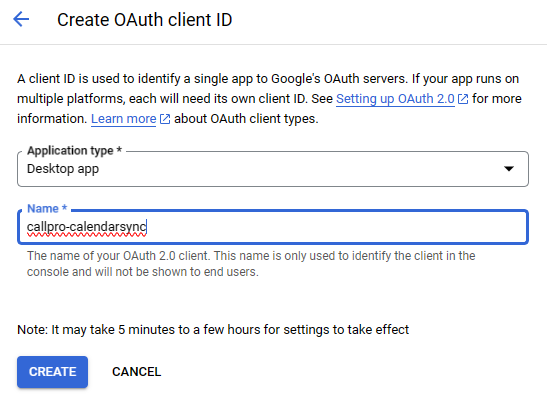 Create OAuth client ID
A client ID is used to identify a single app to Google's OAuth servers. If your app runs on
multiple platforms, each will need its own client ID. See Setting up OAuth 2.0 for more
information. Learn more about OAuth client types.
Application type *
Desktop app
Name *
callpro-calendarsync
The name of your OAuth 2.0 client. This name is only used to identify the client in the
console and will not be shown to end users.
Note: It may take 5 minutes to a few hours for settings to take effect
CREATE CANCEL